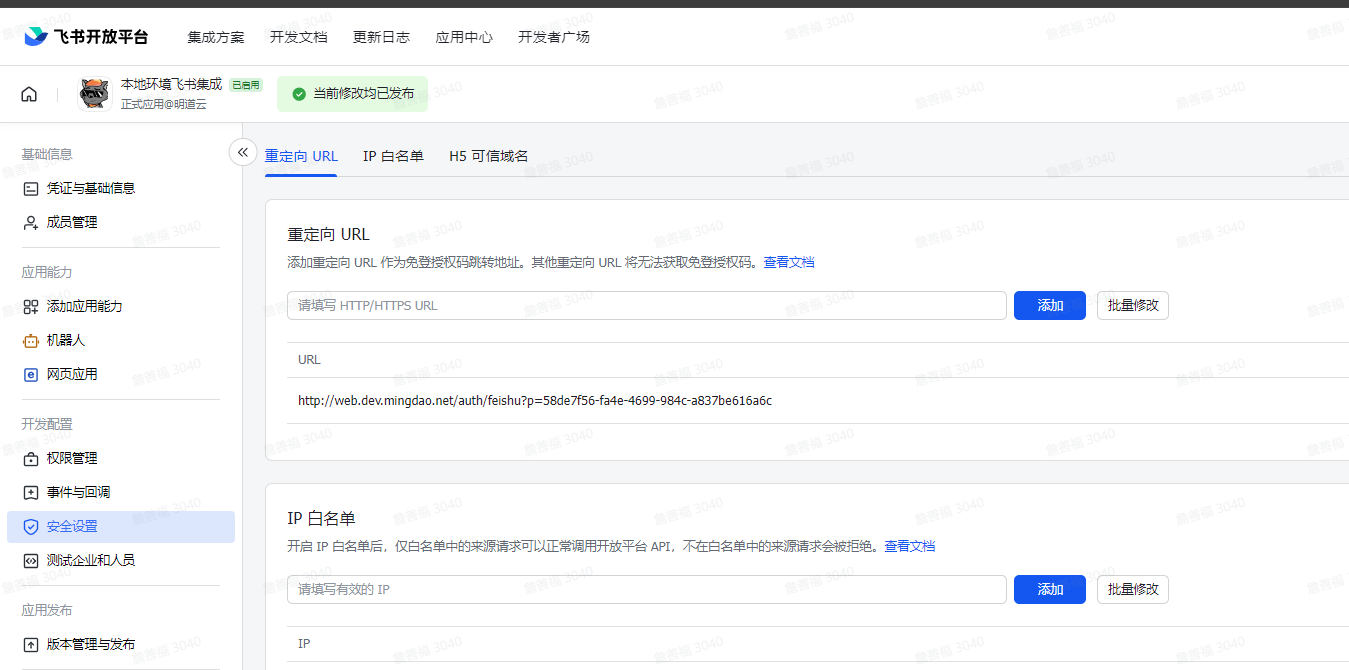 飞书开放平台 集成方案 开发文档 更新日志 应用中心 开发者广场
本地环境飞书集成 已启用
正式应用@明道云
当前修改均已发布
基础信息
凭证与基础信息
成员管理
应用能力
添加应用能力
机器人
网页应用
开发配置
权限管理
事件与回调
安全设置
测试企业和人员
应用发布
版本管理与发布
重定向 URL IP 白名单 H5 可信域名
重定向 URL
添加重定向 URL 作为免登授权码跳转地址。其他重定向 URL 将无法获取免登授权码。查看文档
请填写 HTTP/HTTPS URL 添加 批量修改
URL
http://web.dev.mingdao.net/auth/feishu?p=58de7f56-fa4e-4699-984c-a837be616a6c
IP 白名单
开启 IP 白名单后，仅白名单中的来源请求可以正常调用开放平台 API，不在白名单中的来源请求会被拒绝。查看文档
请填写有效的 IP 添加 批量修改
IP
詹善福 3040